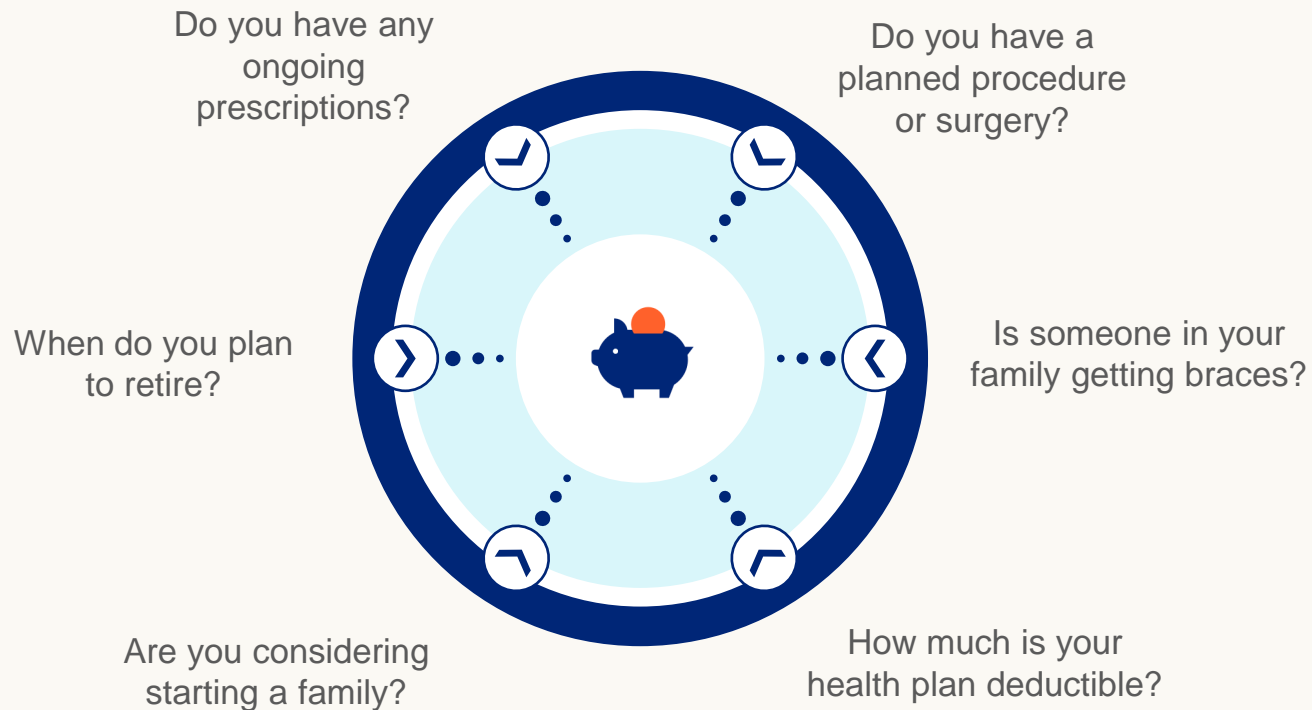 Do you have any
ongoing
prescriptions?
Do you have a
planned procedure
or surgery?
When do you plan
to retire?
Is someone in your
family getting braces?
Are you considering
starting a family?
How much is your
health plan deductible?